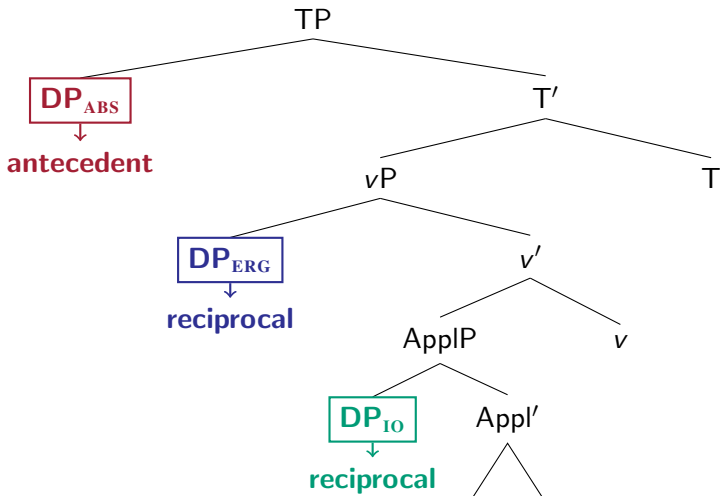 TP
DP_ABS
T′
antecedent
vP
T
DP_ERG
v′
reciprocal
ApplP
v
DP_IO
Appl′
reciprocal